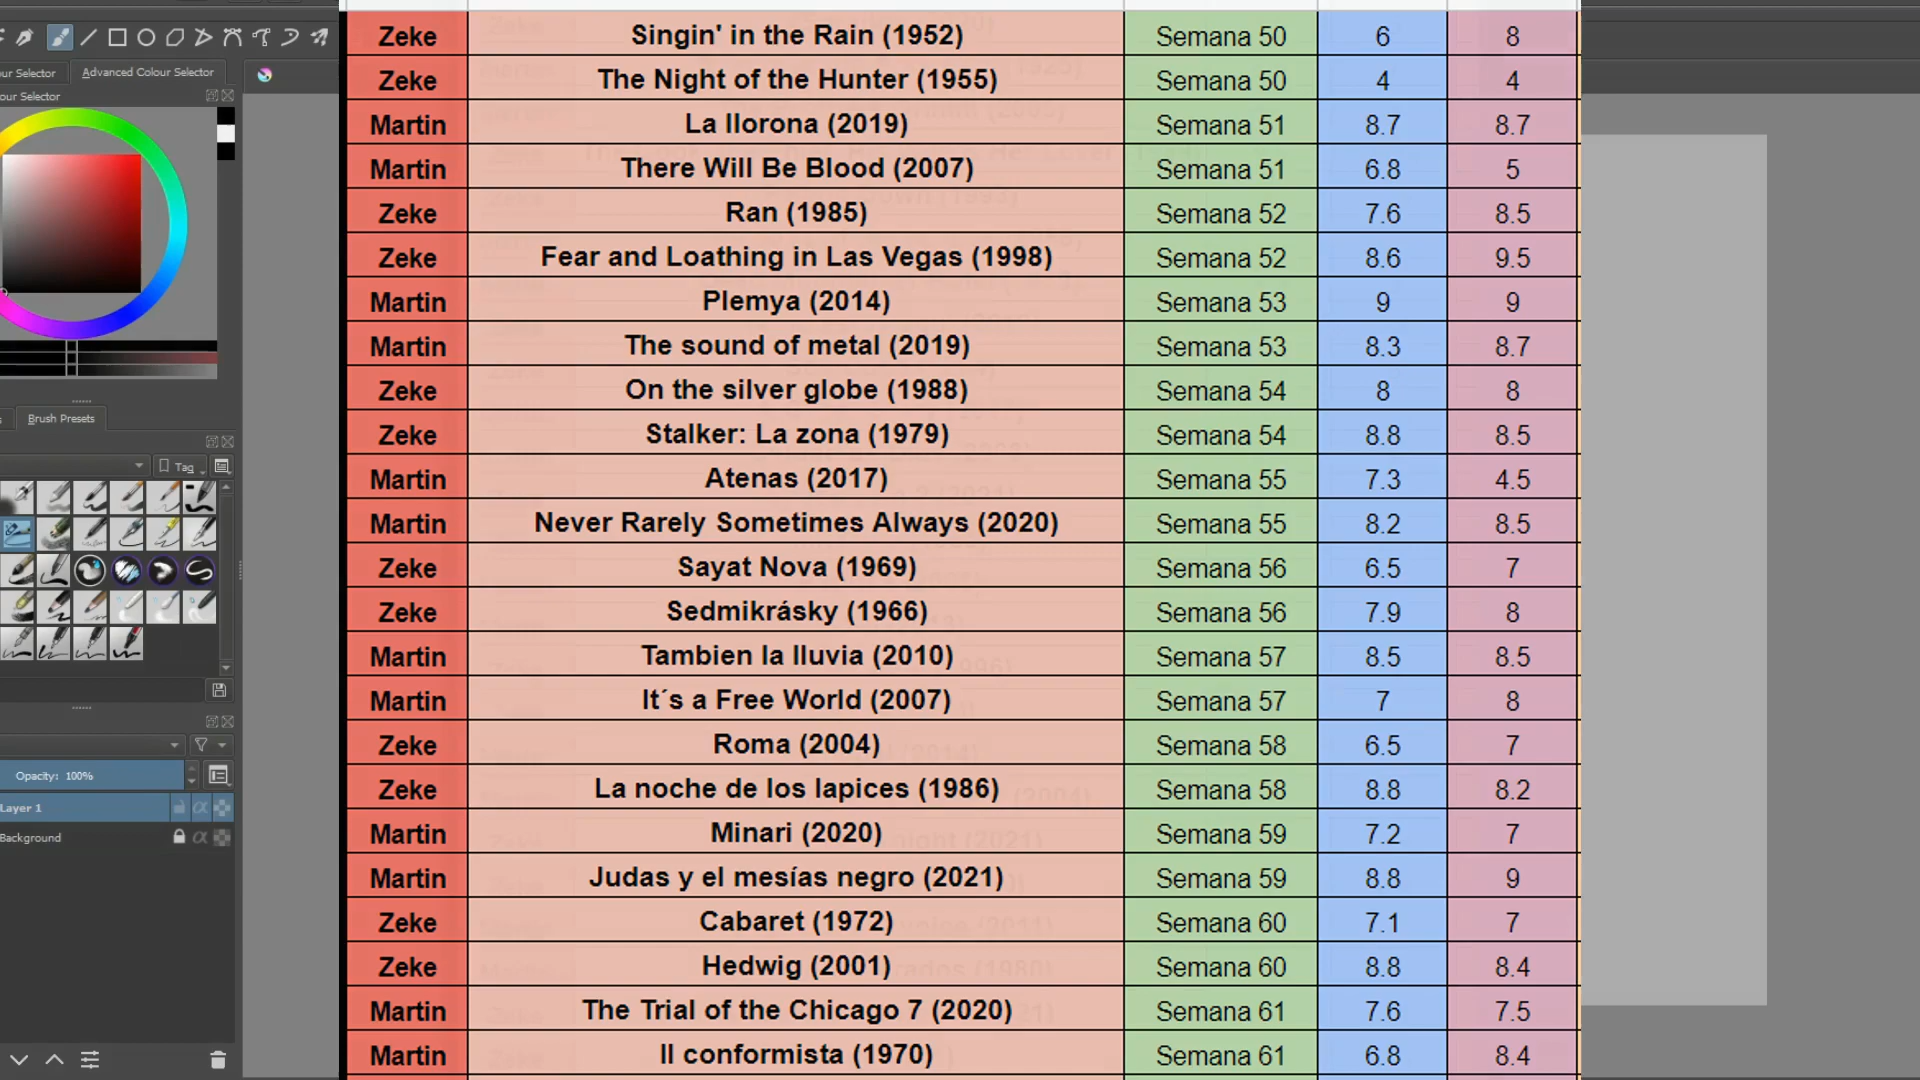 Zeke Singin' in the Rain (1952) Semana 50 6 8
Zeke The Night of the Hunter (1955) Semana 50 4 4
Martin La llorona (2019) Semana 51 8.7 8.7
Martin There Will Be Blood (2007) Semana 51 6.8 5
Zeke Ran (1985) Semana 52 7.6 8.5
Zeke Fear and Loathing in Las Vegas (1998) Semana 52 8.6 9.5
Martin Plemya (2014) Semana 53 9 9
Martin The sound of metal (2019) Semana 53 8.3 8.7
Zeke On the silver globe (1988) Semana 54 8 8
Zeke Stalker: La zona (1979) Semana 54 8.8 8.5
Martin Atenas (2017) Semana 55 7.3 4.5
Martin Never Rarely Sometimes Always (2020) Semana 55 8.2 8.5
Zeke Sayat Nova (1969) Semana 56 6.5 7
Zeke Sedmikrásky (1966) Semana 56 7.9 8
Martin Tambien la lluvia (2010) Semana 57 8.5 8.5
Martin It´s a Free World (2007) Semana 57 7 8
Zeke Roma (2004) Semana 58 6.5 7
Zeke La noche de los lapices (1986) Semana 58 8.8 8.2
Martin Minari (2020) Semana 59 7.2 7
Martin Judas y el mesías negro (2021) Semana 59 8.8 9
Zeke Cabaret (1972) Semana 60 7.1 7
Zeke Hedwig (2001) Semana 60 8.8 8.4
Martin The Trial of the Chicago 7 (2020) Semana 61 7.6 7.5
Martin Il conformista (1970) Semana 61 6.8 8.4
Selector Advanced Colour Selector
Selector
Brush Presets
Tag
Opacity: 100%
Layer 1
Background